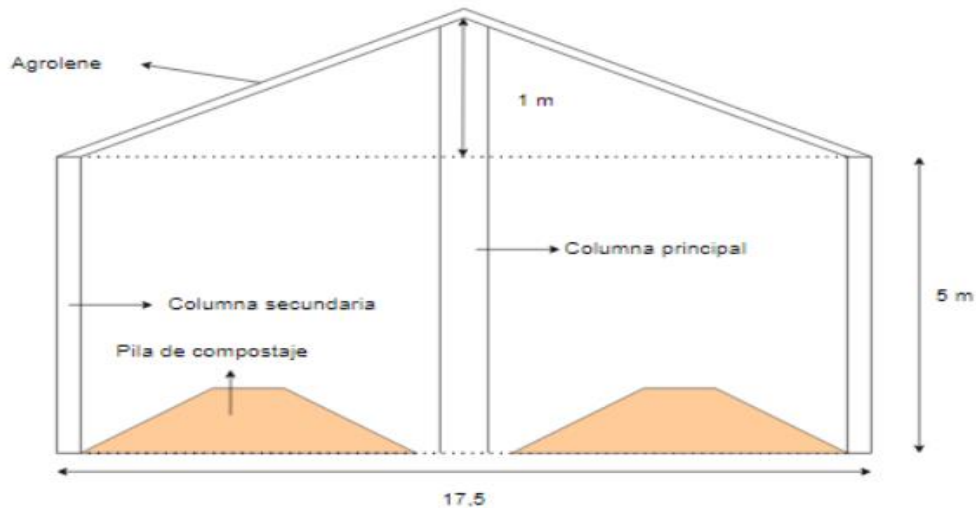 Agrolene
1 m
Columna principal
Columna secundaria
5 m
Pila de compostaje
17,5